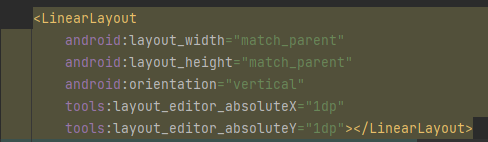 <LinearLayout
android:layout_width="match_parent"
android:layout_height="match_parent"
android:orientation="vertical"
tools:layout_editor_absoluteX="1dp"
tools:layout_editor_absoluteY="1dp"></LinearLayout>